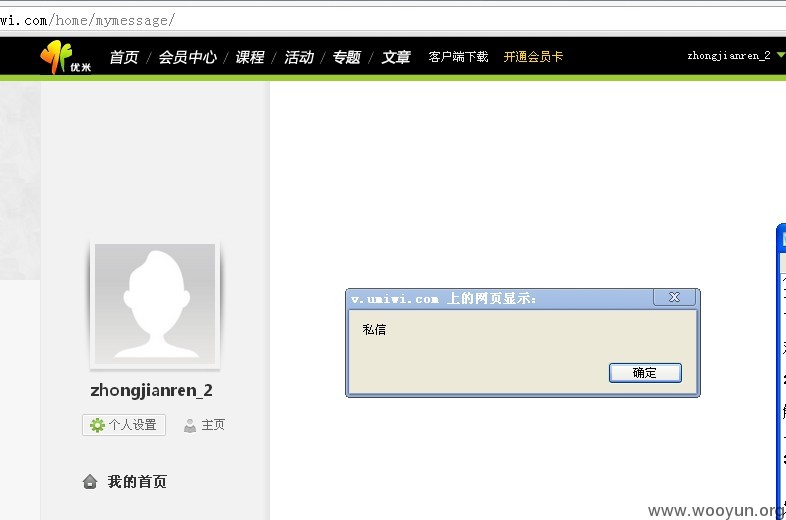 wi.com/home/mymessage/
优米 首页 / 会员中心 / 课程 / 活动 / 专题 / 文章 客户端下载 开通会员卡 zhongjianren_2
v.umiwi.com 上的网页显示:
私信
确定
zhongjianren_2
个人设置 主页
我的首页
www.wooyun.org